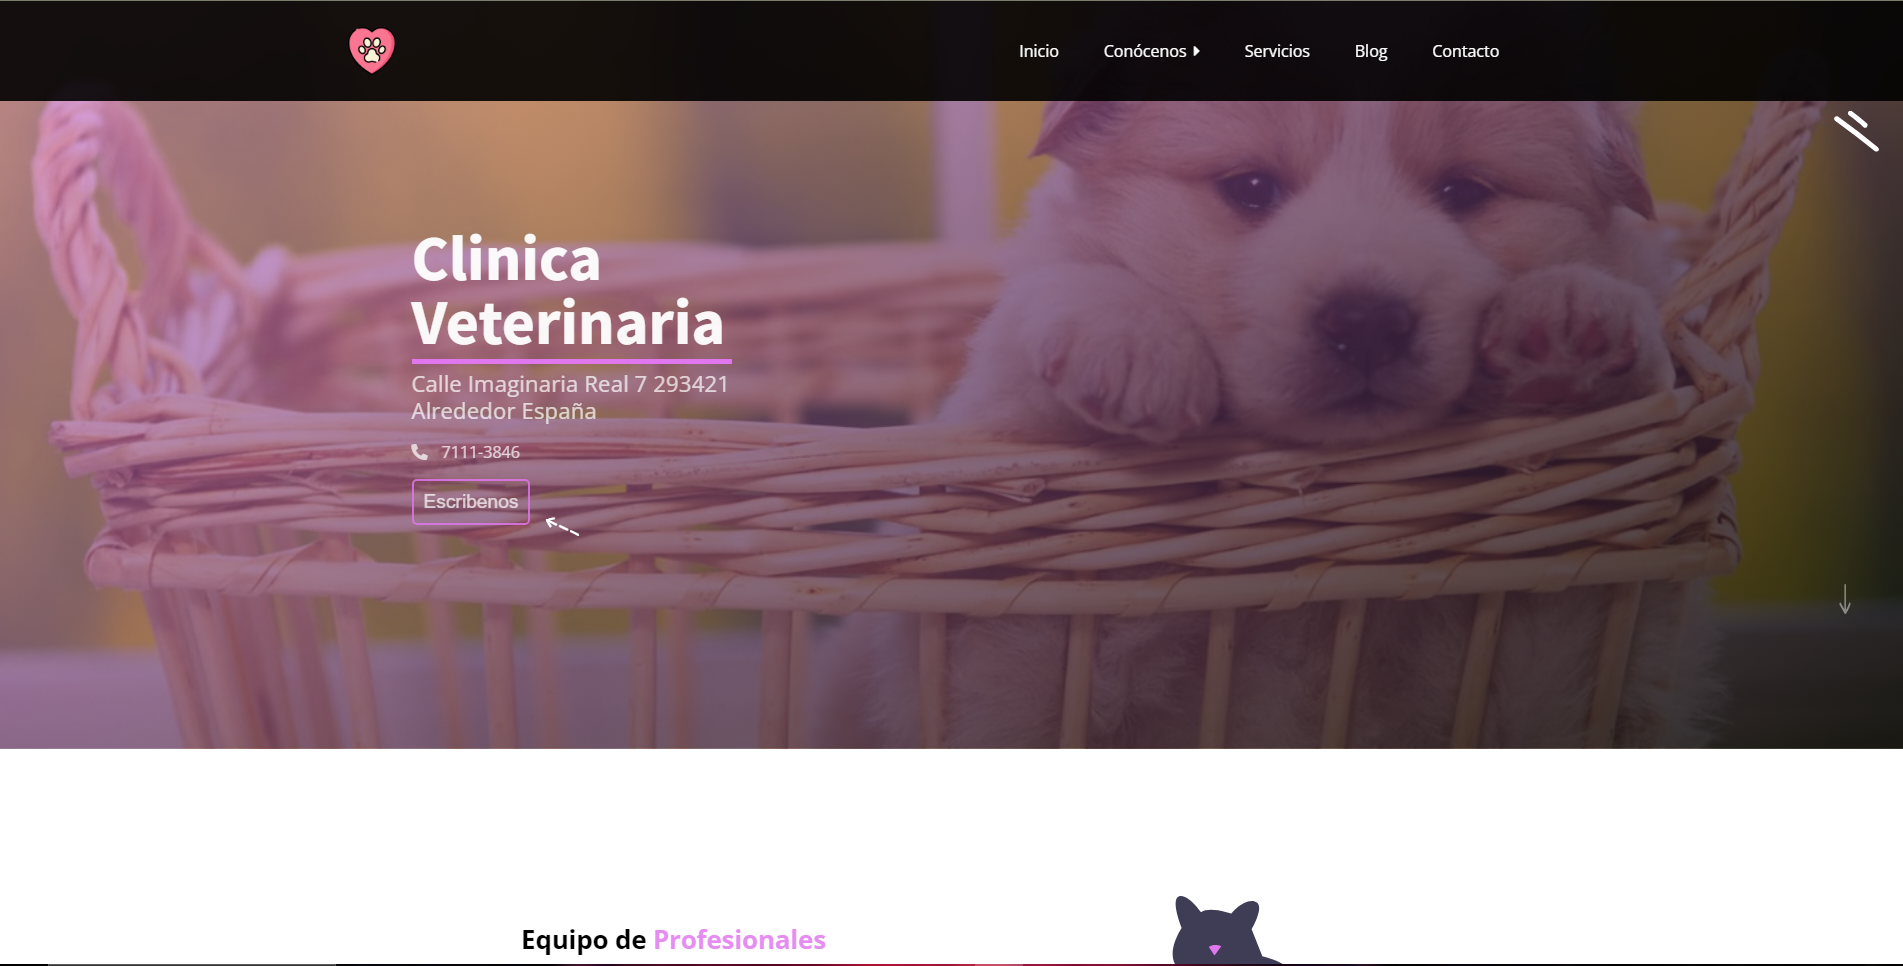 Inicio Conócenos Servicios Blog Contacto
Clinica
Veterinaria
Calle Imaginaria Real 7 293421
Alrededor España
7111-3846
Escribenos
Equipo de Profesionales